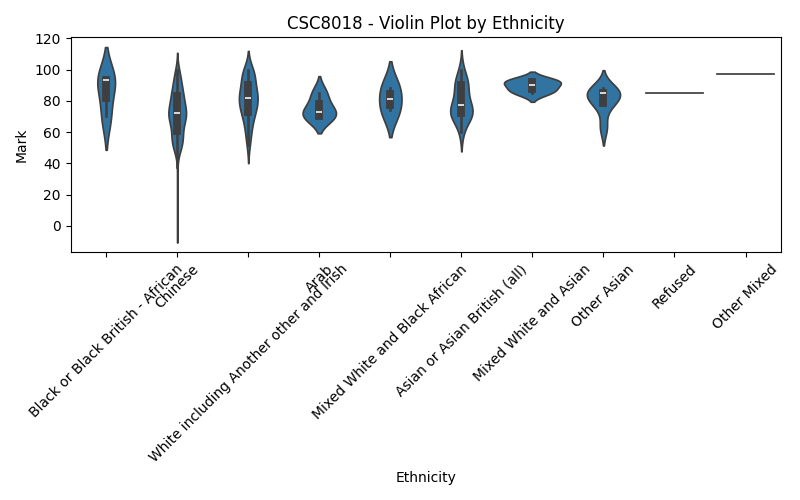 CSC8018 - Violin Plot by Ethnicity
120
100
80
60
40
20
0
Mark
Black or Black British - African
Chinese
White including Another other and Irish
Arab
Mixed White and Black African
Asian or Asian British (all)
Mixed White and Asian
Other Asian
Refused
Other Mixed
Ethnicity